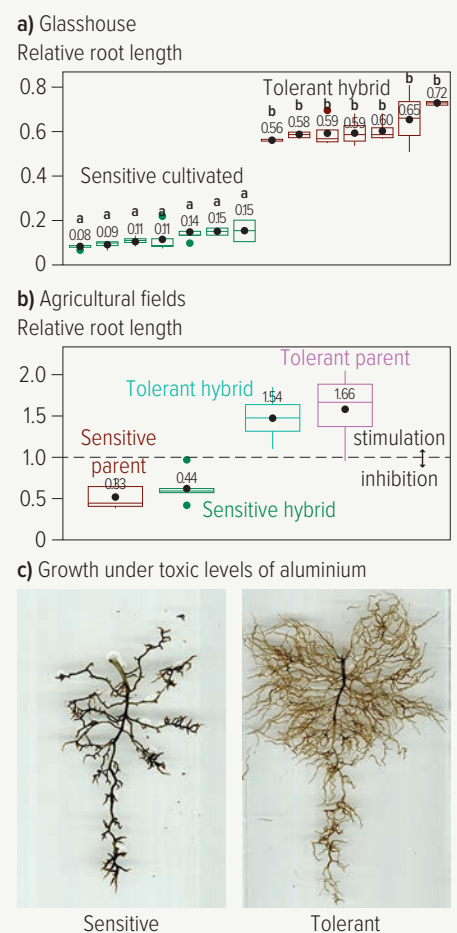 a) Glasshouse
Relative root length
0.8
0.6
0.4
0.2
0
Tolerant hybrid
b b b b b b b
0.56 0.58 0.59 0.59 0.60 0.65 0.72
Sensitive cultivated
a a a a a a a
0.08 0.09 0.11 0.11 0.14 0.15 0.15
b) Agricultural fields
Relative root length
2.0
1.5
1.0
0.5
0
Tolerant parent
Tolerant hybrid
1.54 1.66
Sensitive
parent
stimulation
inhibition
0.33 0.44
Sensitive hybrid
c) Growth under toxic levels of aluminium
Sensitive Tolerant